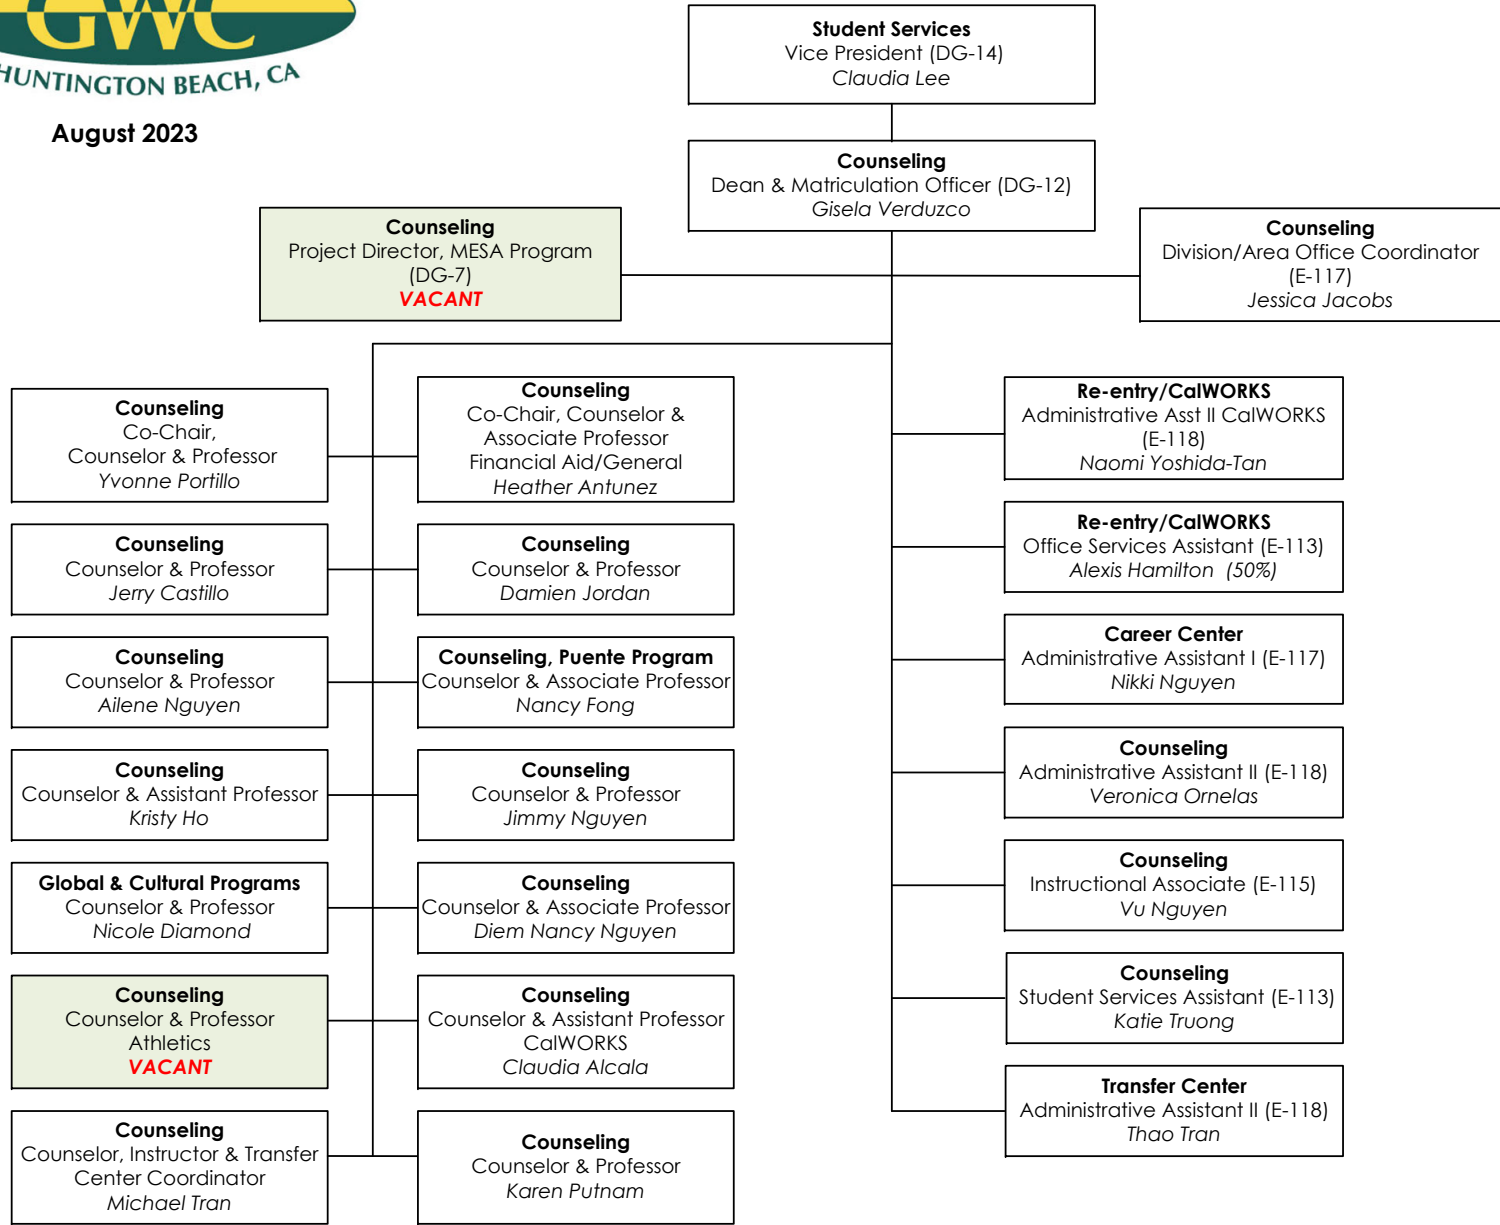 GWC
HUNTINGTON BEACH, CA
August 2023
Student Services
Vice President (DG-14)
Claudia Lee
Counseling
Dean & Matriculation Officer (DG-12)
Gisela Verduzco
Counseling
Project Director, MESA Program
(DG-7)
VACANT
Counseling
Division/Area Office Coordinator
(E-117)
Jessica Jacobs
Counseling
Co-Chair,
Counselor & Professor
Yvonne Portillo
Counseling
Co-Chair, Counselor &
Associate Professor
Financial Aid/General
Heather Antunez
Re-entry/CalWORKS
Administrative Asst II CalWORKS
(E-118)
Naomi Yoshida-Tan
Counseling
Counselor & Professor
Jerry Castillo
Counseling
Counselor & Professor
Damien Jordan
Re-entry/CalWORKS
Office Services Assistant (E-113)
Alexis Hamilton (50%)
Counseling
Counselor & Professor
Ailene Nguyen
Counseling, Puente Program
Counselor & Associate Professor
Nancy Fong
Career Center
Administrative Assistant I (E-117)
Nikki Nguyen
Counseling
Counselor & Assistant Professor
Kristy Ho
Counseling
Counselor & Professor
Jimmy Nguyen
Counseling
Administrative Assistant II (E-118)
Veronica Ornelas
Global & Cultural Programs
Counselor & Professor
Nicole Diamond
Counseling
Counselor & Associate Professor
Diem Nancy Nguyen
Counseling
Instructional Associate (E-115)
Vu Nguyen
Counseling
Counselor & Professor
Athletics
VACANT
Counseling
Counselor & Assistant Professor
CalWORKS
Claudia Alcala
Counseling
Student Services Assistant (E-113)
Katie Truong
Counseling
Counselor, Instructor & Transfer
Center Coordinator
Michael Tran
Counseling
Counselor & Professor
Karen Putnam
Transfer Center
Administrative Assistant II (E-118)
Thao Tran